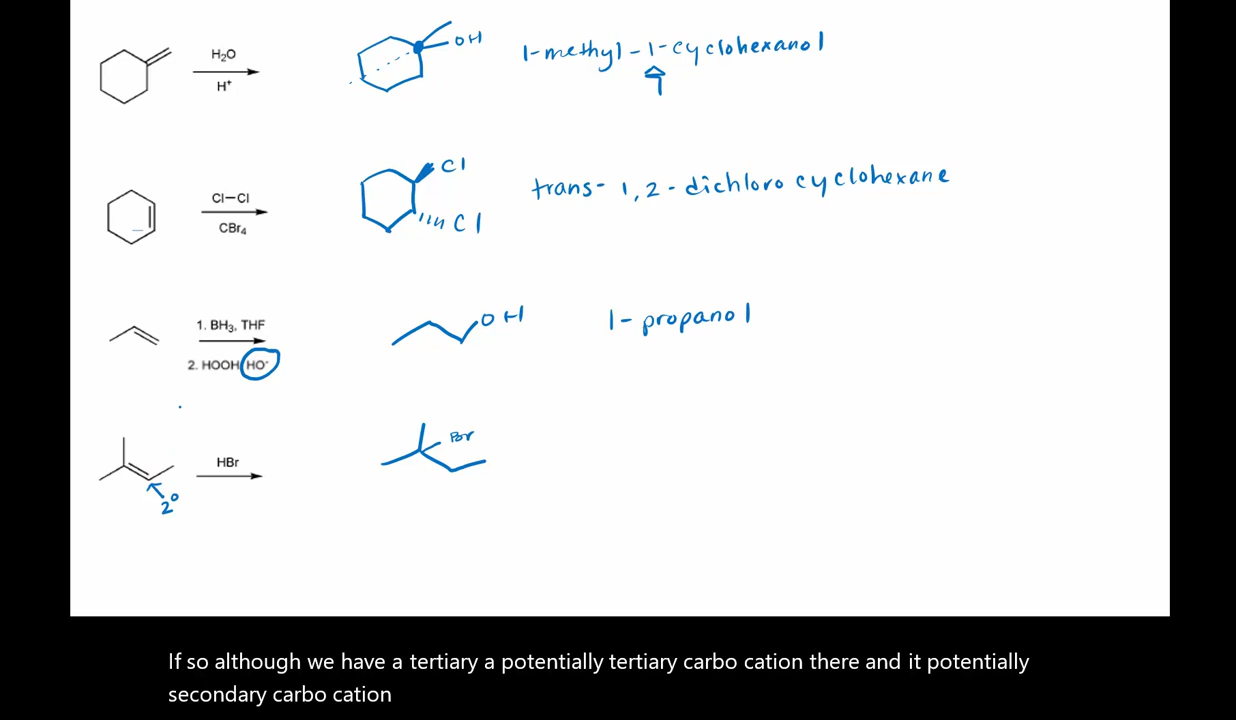 H₂O
H⁺
OH
1-methyl-1-cyclohexanol
Cl
Cl
Cl—Cl
CBr₄
trans- 1,2-dichloro cyclohexane
1. BH₃, THF
2. HOOH, HO⁻
OH
1-propanol
HBr
Br
2°
If so although we have a tertiary a potentially tertiary carbo cation there and it potentially
secondary carbo cation